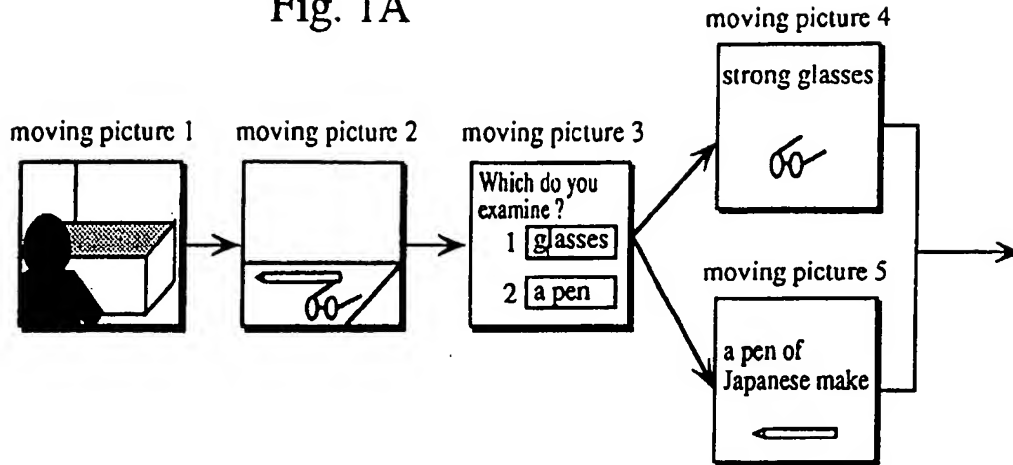 Fig. 1A
moving picture 1
moving picture 2
moving picture 3
Which do you
examine ?
1 glasses
2 a pen
moving picture 4
strong glasses
moving picture 5
a pen of
Japanese make